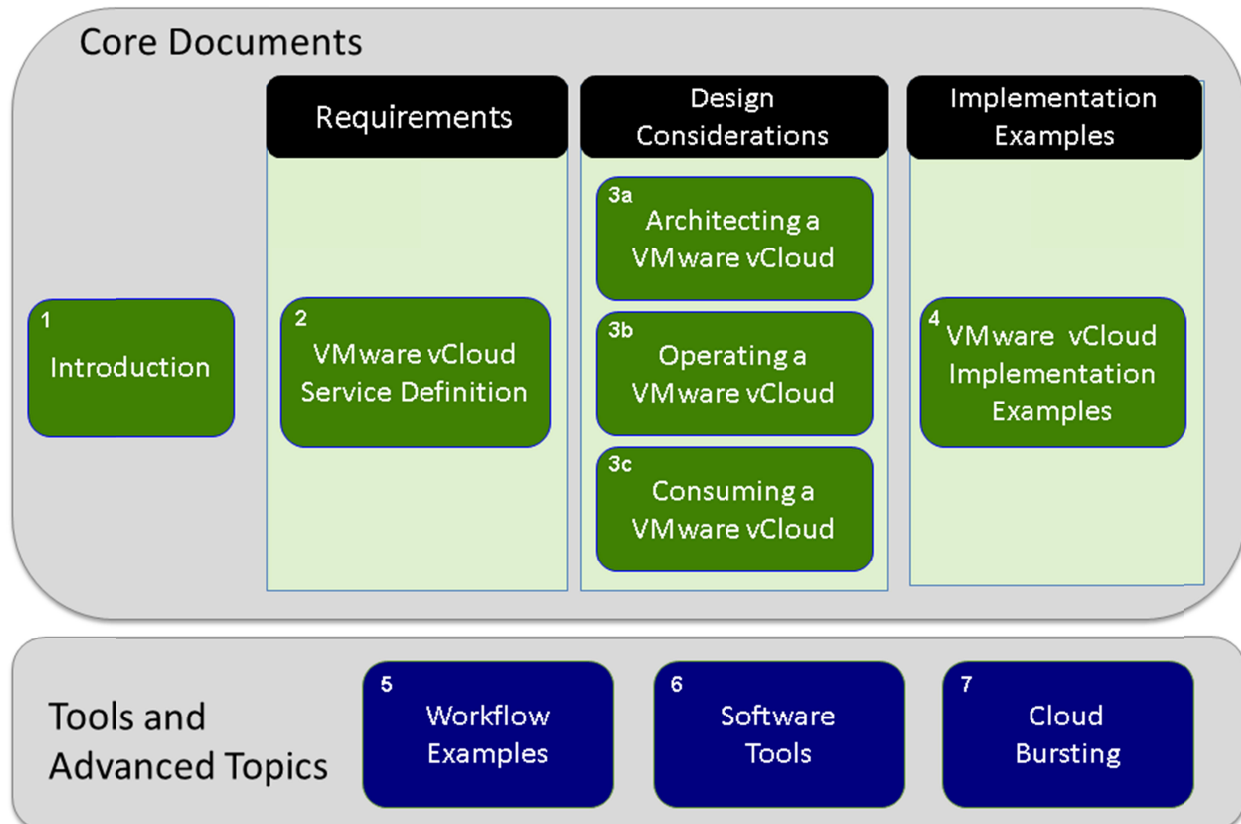 Core Documents
Requirements
Design
Considerations
Implementation
Examples
1
Introduction
2
VMware vCloud
Service Definition
3a
Architecting a
VMware vCloud
3b
Operating a
VMware vCloud
3c
Consuming a
VMware vCloud
4
VMware vCloud
Implementation
Examples
Tools and
Advanced Topics
5
Workflow
Examples
6
Software
Tools
7
Cloud
Bursting